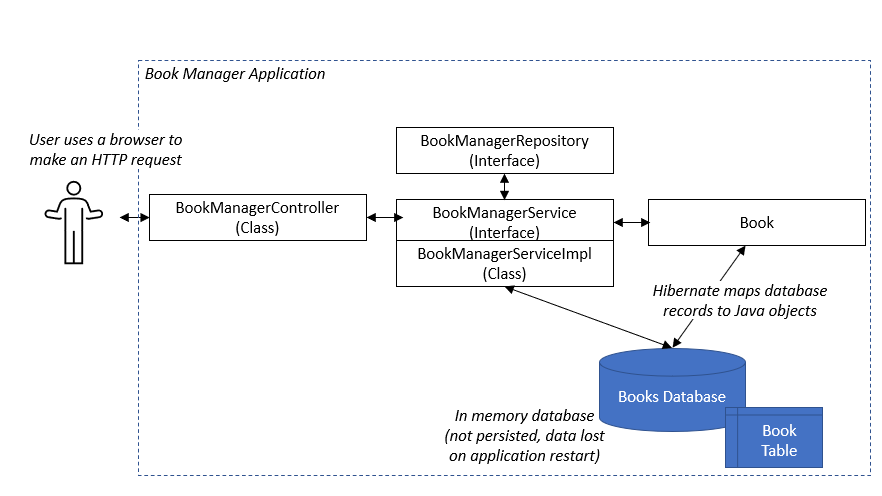 Book Manager Application
User uses a browser to
make an HTTP request
BookManagerRepository
(Interface)
BookManagerController
(Class)
BookManagerService
(Interface)
BookManagerServiceImpl
(Class)
Book
Hibernate maps database
records to Java objects
Books Database
In memory database
(not persisted, data lost
on application restart)
Book
Table